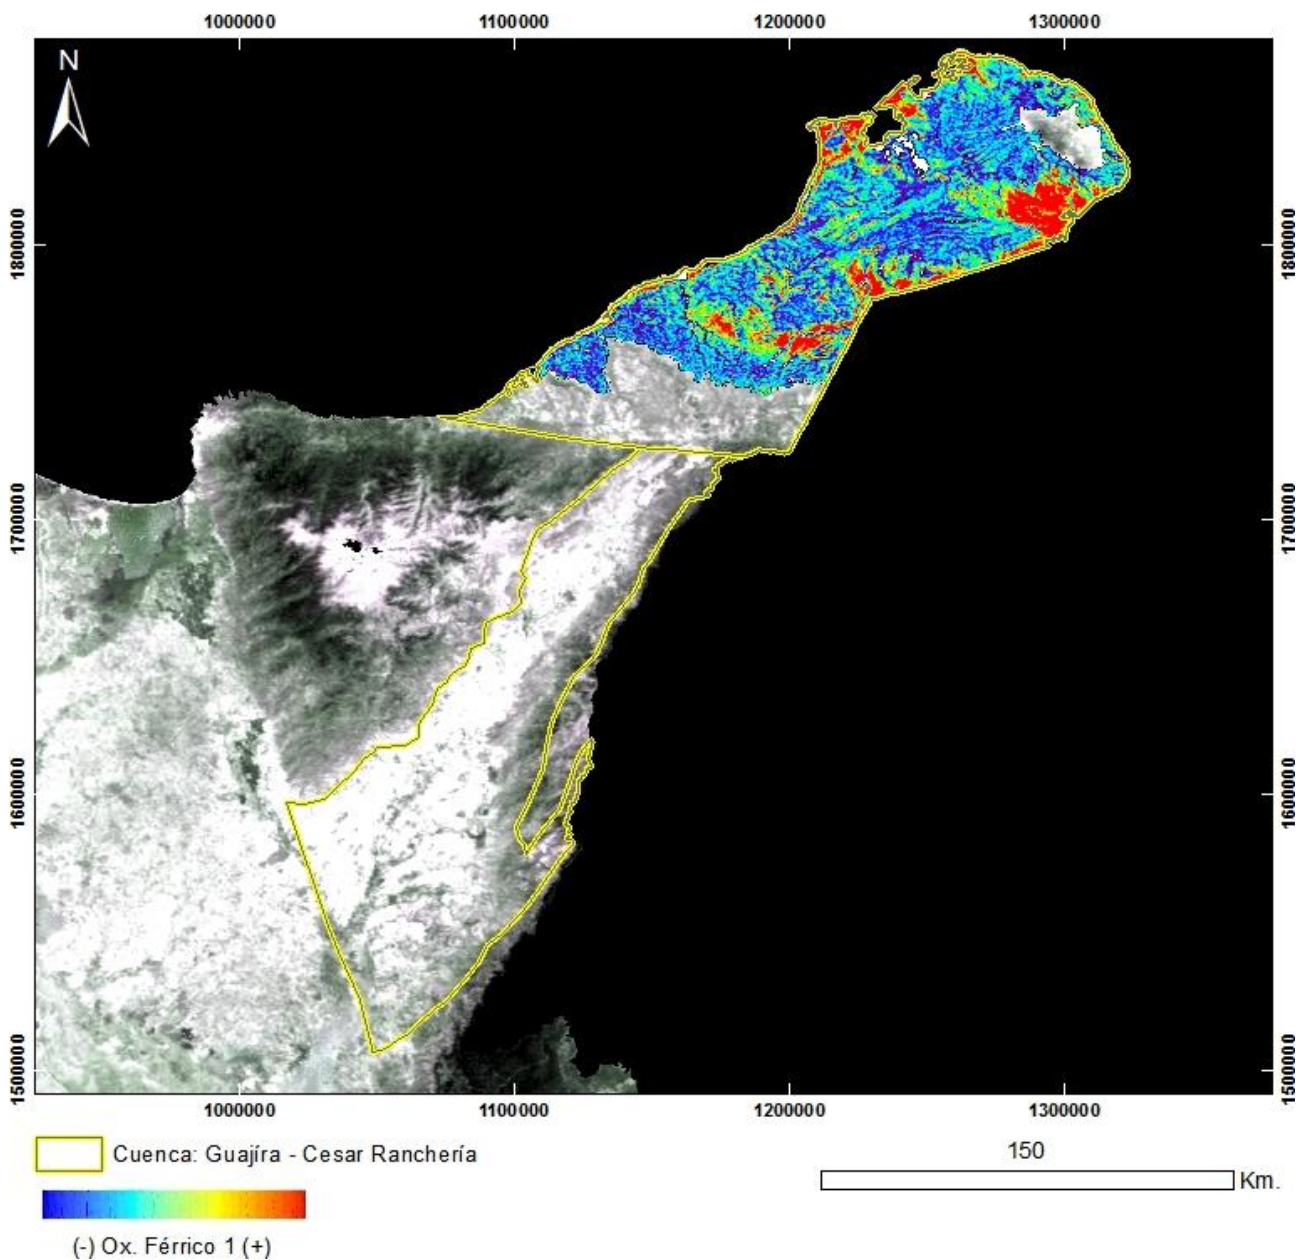 1000000 1100000 1200000 1300000
N
1800000 1800000
1700000 1700000
1600000 1600000
1500000 1500000
1000000 1100000 1200000 1300000
Cuenca: Guajíra - Cesar Ranchería
150
Km.
(-) Ox. Férrico 1 (+)